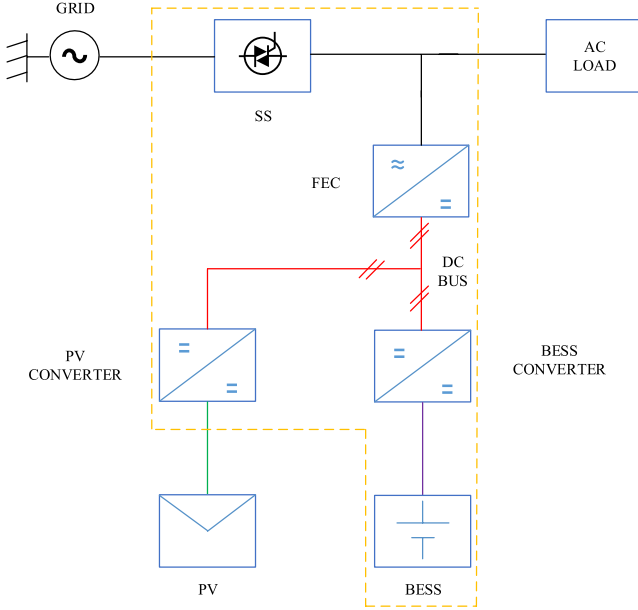 GRID
AC
LOAD
SS
FEC
DC
BUS
PV
CONVERTER
BESS
CONVERTER
PV
BESS